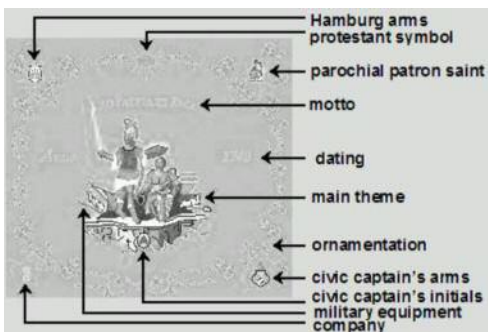 Hamburg arms
protestant symbol
parochial patron saint
motto
dating
main theme
ornamentation
civic captain's arms
civic captain's initials
military equipment
company